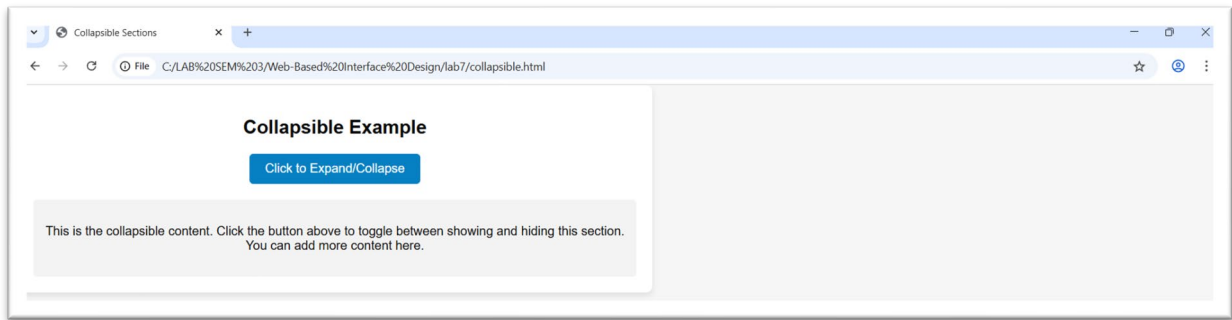 Collapsible Sections
File C:/LAB%20SEM%203/Web-Based%20Interface%20Design/lab7/collapsible.html
Collapsible Example
Click to Expand/Collapse
This is the collapsible content. Click the button above to toggle between showing and hiding this section.
You can add more content here.